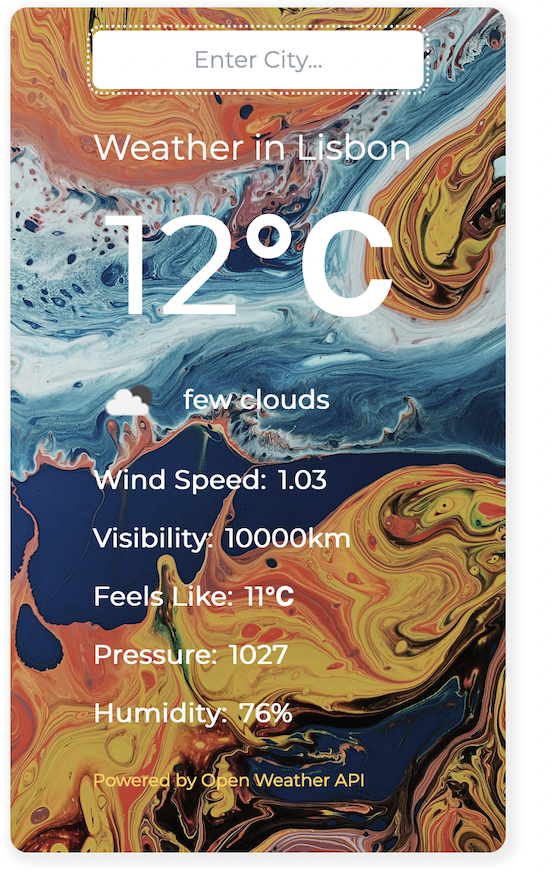 Enter City...
Weather in Lisbon
12°C
few clouds
Wind Speed: 1.03
Visibility: 10000km
Feels Like: 11°C
Pressure: 1027
Humidity: 76%
Powered by Open Weather API